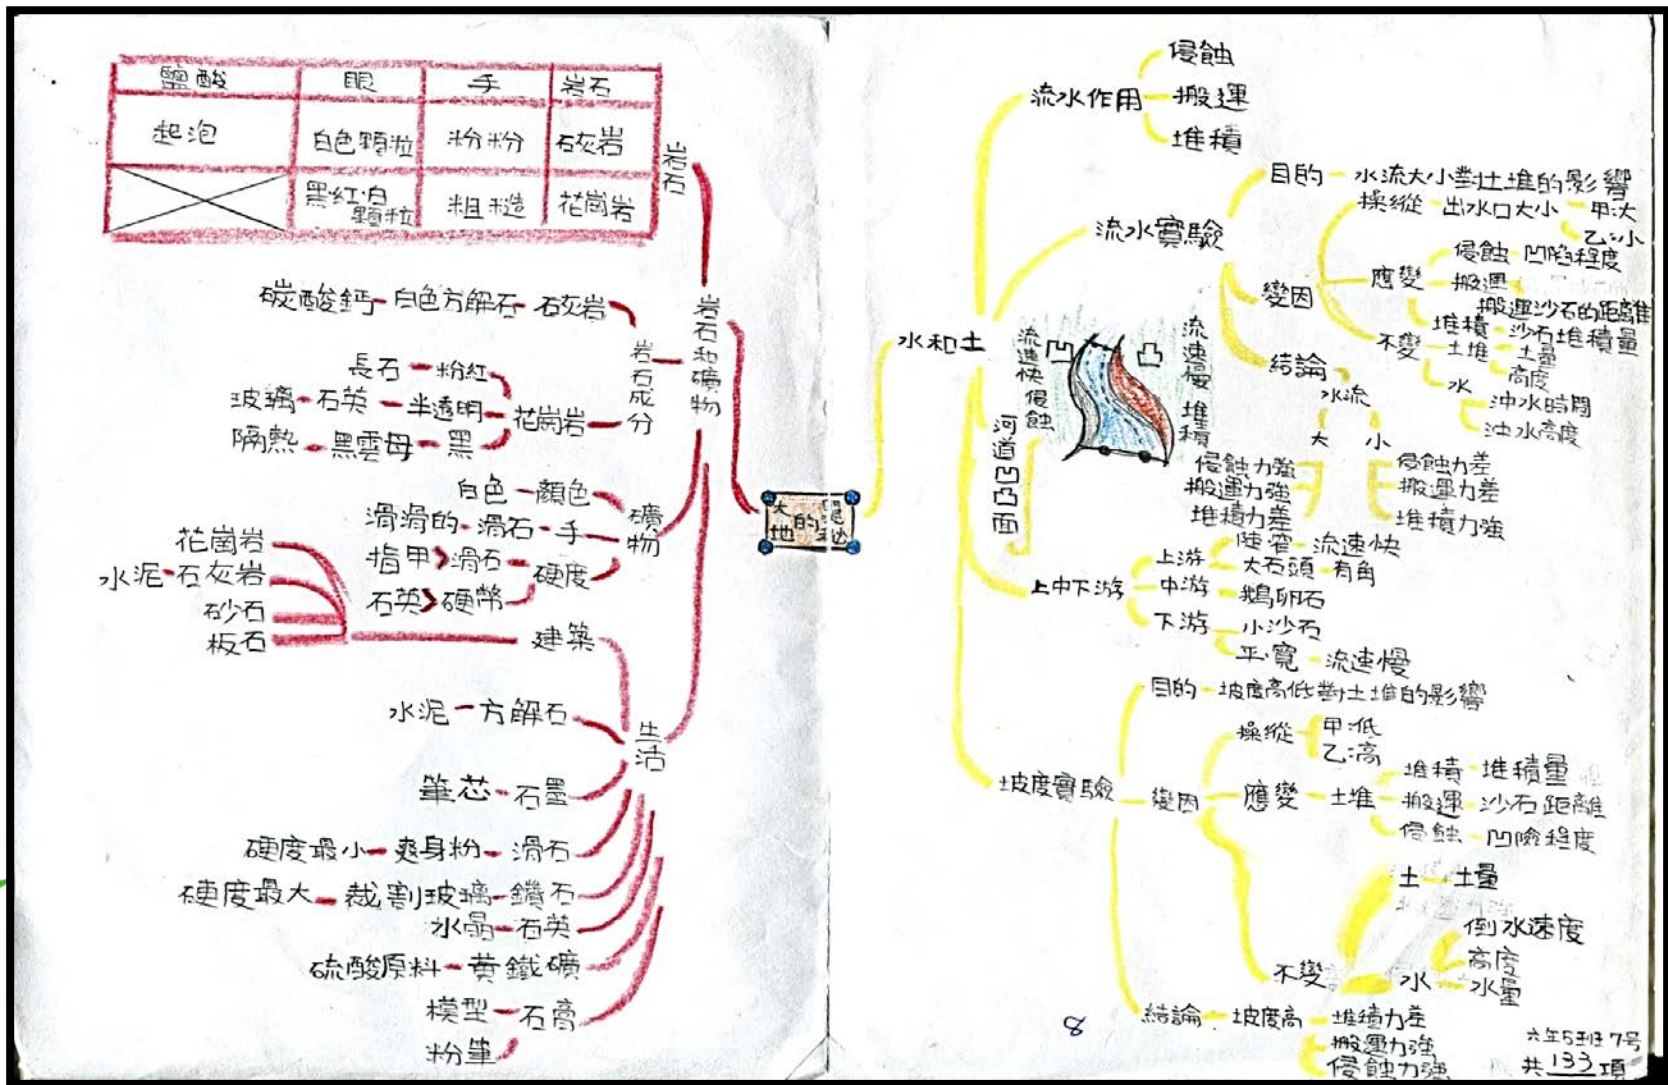 鹽酸 眼 手 岩石
起泡 白色顆粒 粉粉 石灰岩
黑.紅.白顆粒 粗糙 花崗岩
岩石
岩石和礦物
岩石成分
碳酸鈣 白色方解石 石灰岩
長石 粉紅
玻璃 石英 半透明 花崗岩
隔熱 黑雲母 黑
礦物
白色 顏色
滑滑的 滑石 手
指甲>滑石 硬度
石英>硬幣
花崗岩
水泥 石灰岩
砂石
板石
建築
生活
水泥 方解石
筆芯 石墨
硬度最小 爽身粉 滑石
硬度最大 裁割玻璃 鑽石
水晶 石英
硫酸原料 黃鐵礦
模型 石膏
粉筆
大地的
水和土
流水作用
侵蝕
搬運
堆積
流水實驗
目的 水流大小對土堆的影響
變因
操縱 出水口大小 甲:大
乙:小
應變
侵蝕 凹陷程度
搬運
搬運沙石的距離
堆積 沙石堆積量
不變 土堆 土量
高度
水
沖水時間
沖水高度
結論
水流
大 小
侵蝕力強 侵蝕力差
搬運力強 搬運力差
堆積力差 堆積力強
河道凹凸面
流速快侵蝕
凹
凸
流速慢堆積
上中下游
上游 陡.窄 流速快
大石頭 有角
中游 鵝卵石
下游 小沙石
平.寬 流速慢
坡度實驗
目的 坡度高低對土堆的影響
變因
操縱 甲:低
乙:高
應變 土堆
堆積 堆積量
搬運 沙石距離
侵蝕 凹險程度
不變
土 土量
水
倒水速度
高度
水量
結論 坡度高 堆積力差
搬運力強
侵蝕力強
8
六年5班7号
共133項